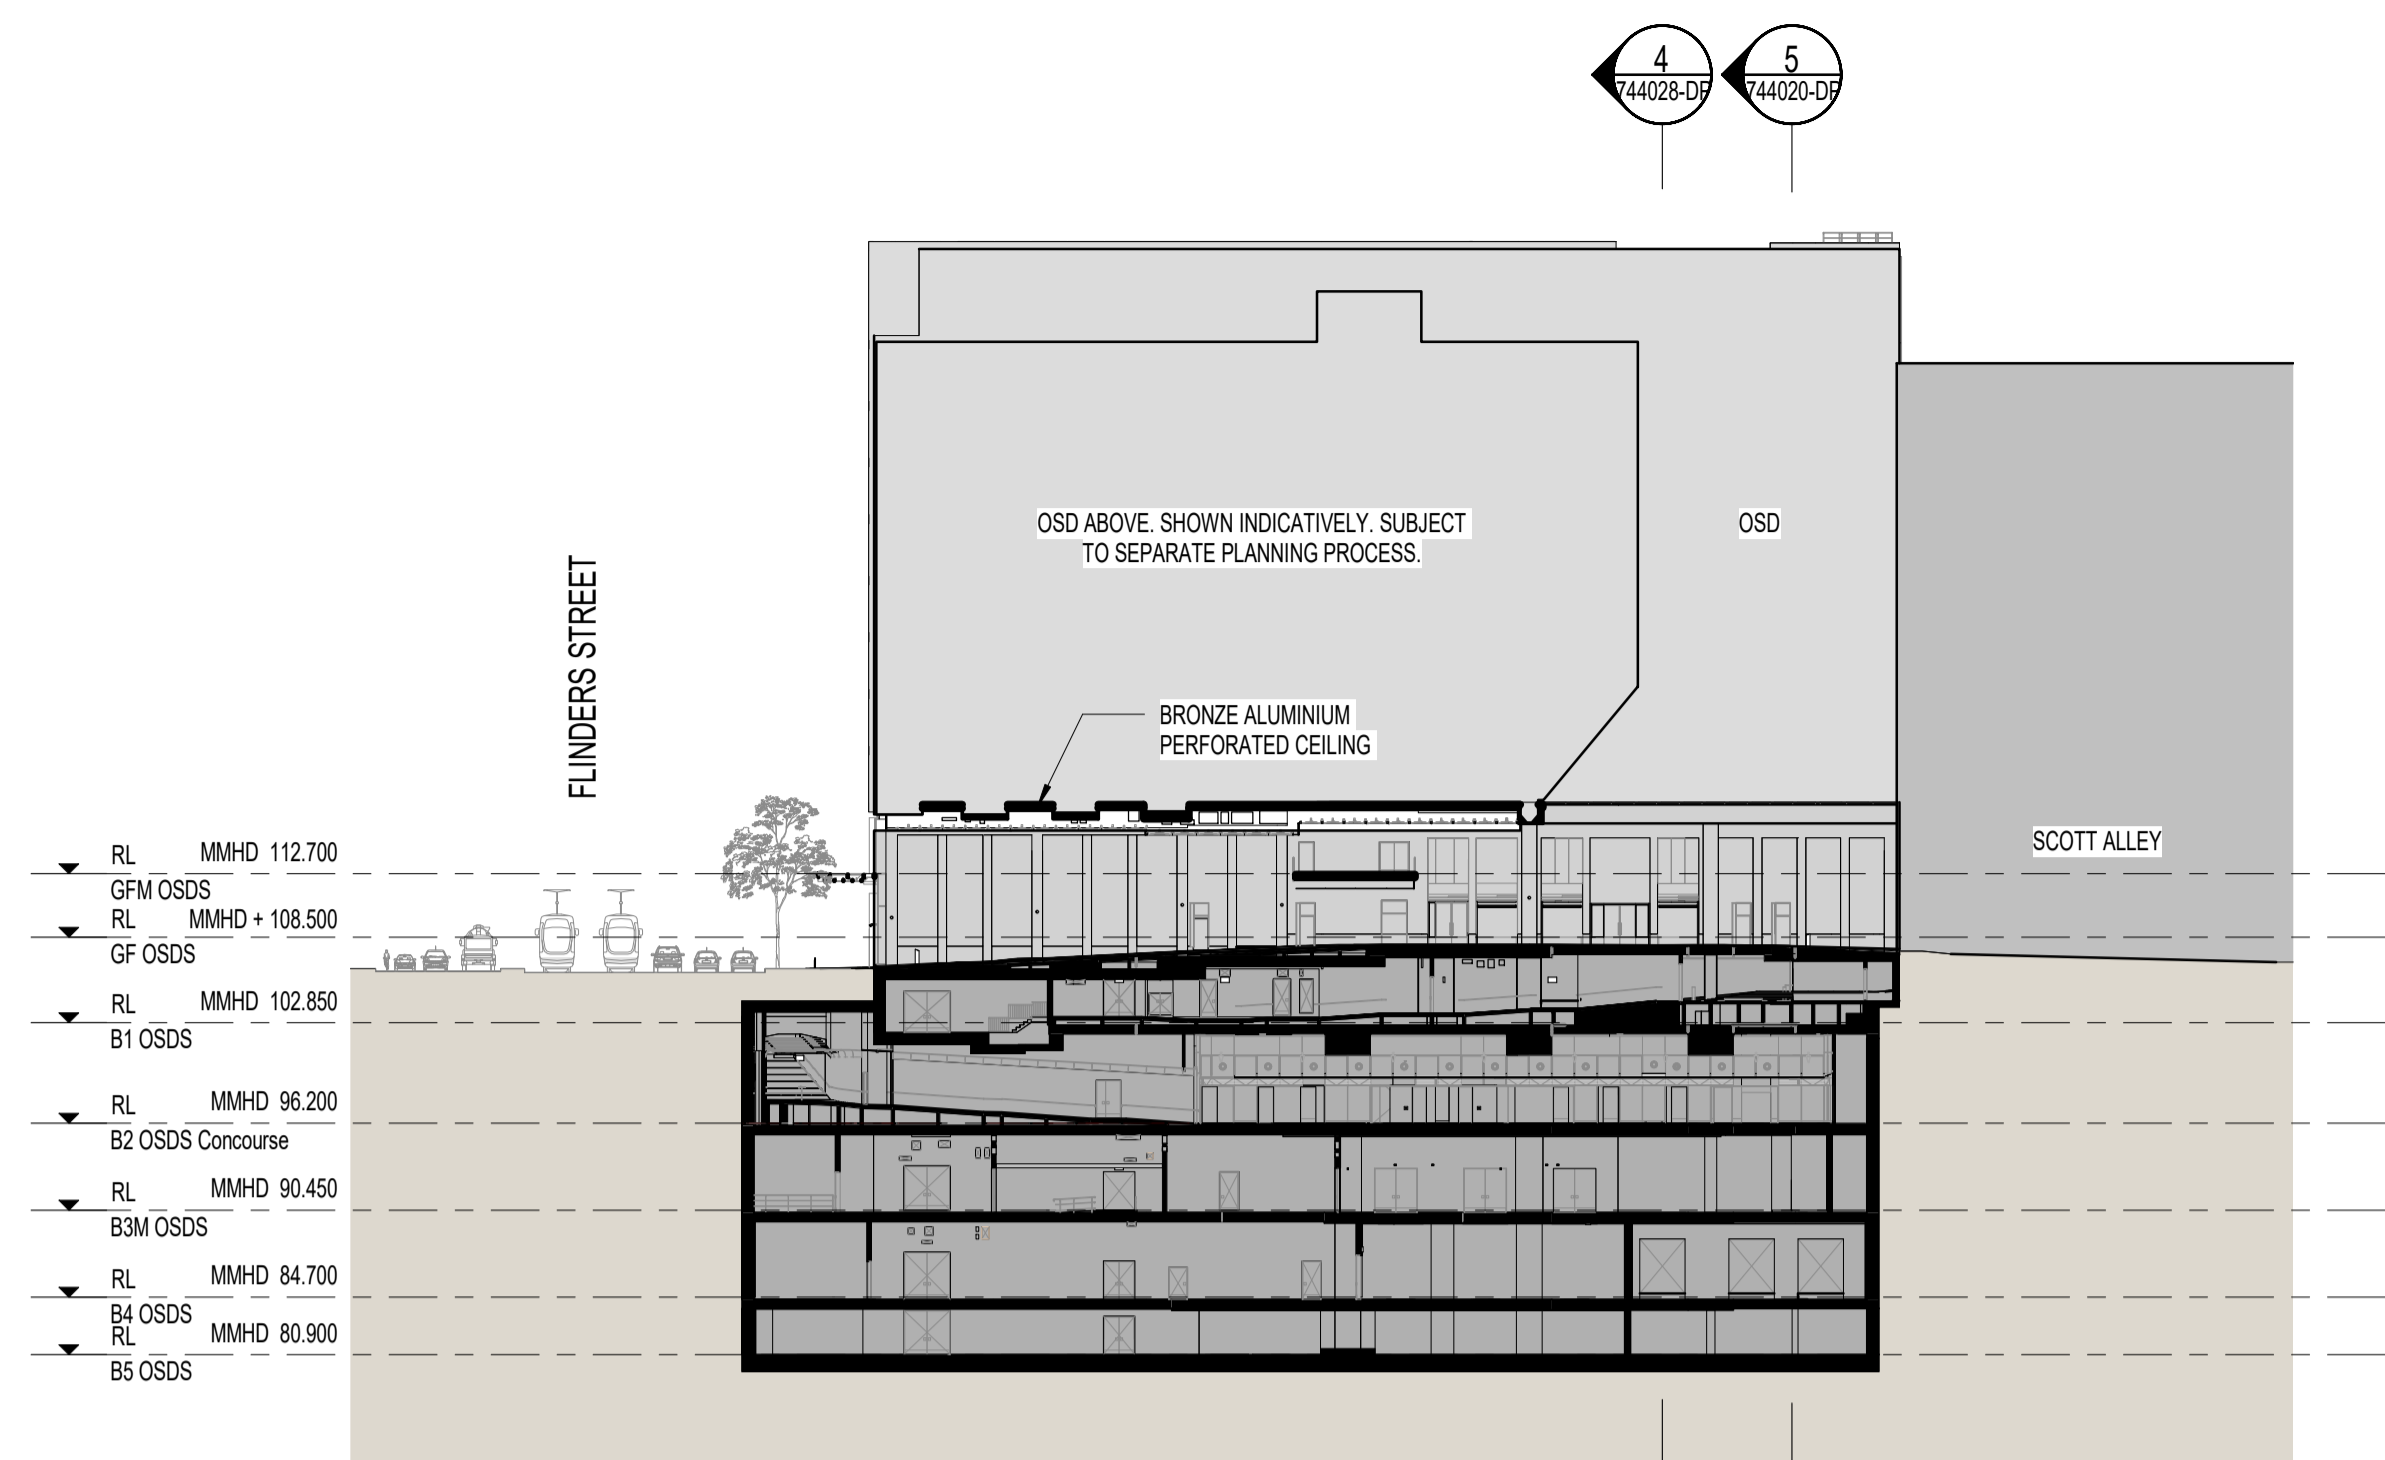 4
744028-DP
5
744020-DP
OSD ABOVE. SHOWN INDICATIVELY. SUBJECT
TO SEPARATE PLANNING PROCESS.
OSD
FLINDERS STREET
BRONZE ALUMINIUM
PERFORATED CEILING
SCOTT ALLEY
RL MMHD 112.700
GFM OSDS
RL MMHD + 108.500
GF OSDS
RL MMHD 102.850
B1 OSDS
RL MMHD 96.200
B2 OSDS Concourse
RL MMHD 90.450
B3M OSDS
RL MMHD 84.700
B4 OSDS
RL MMHD 80.900
B5 OSDS